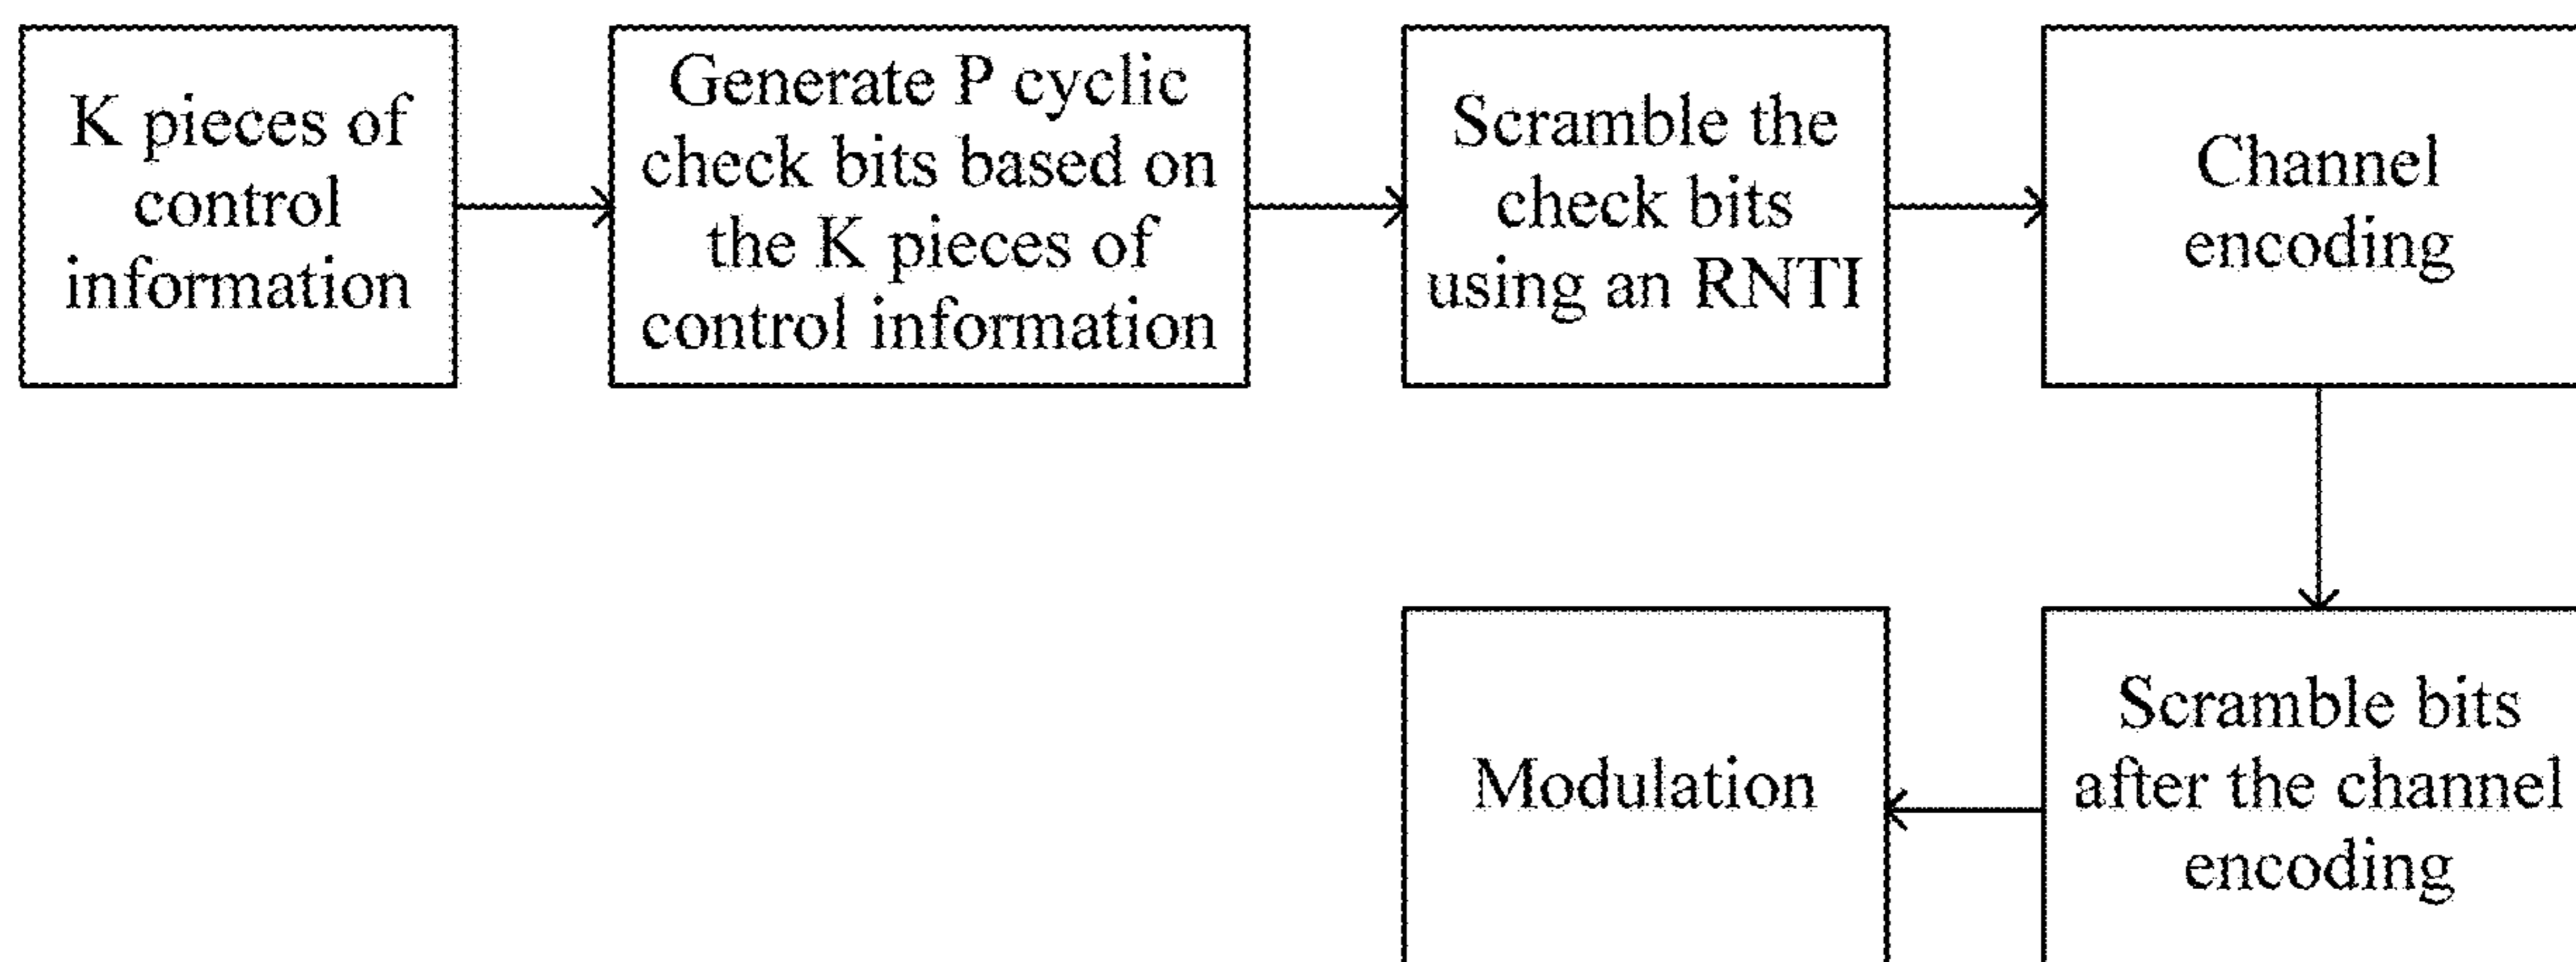 K pieces of
control
information
Generate P cyclic
check bits based on
the K pieces of
control information
Scramble the
check bits
using an RNTI
Channel
encoding
Scramble bits
after the channel
encoding
Modulation